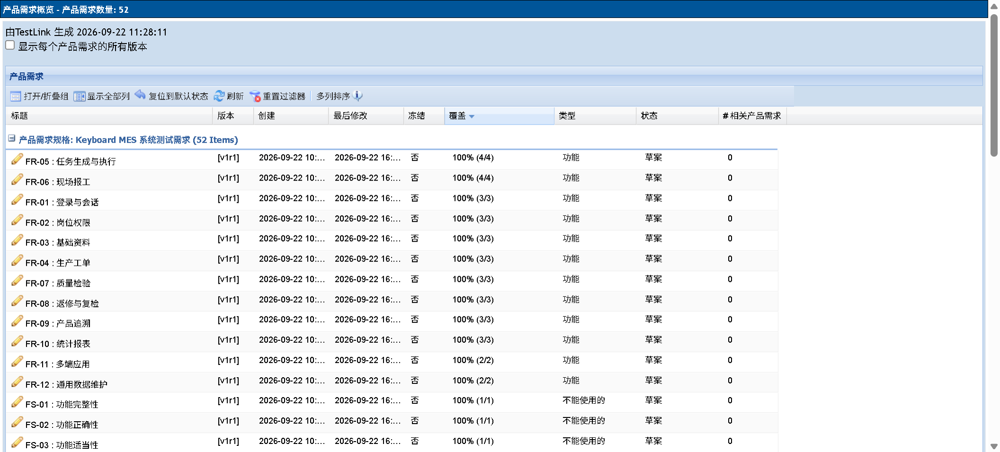 产品需求概览 - 产品需求数量: 52
由TestLink 生成 2026-09-22 11:28:11
显示每个产品需求的所有版本
产品需求
打开/折叠组 显示全部列 复位到默认状态 刷新 重置过滤器 多列排序
标题 版本 创建 最后修改 冻结 覆盖 类型 状态 # 相关产品需求
产品需求规格: Keyboard MES 系统测试需求 (52 Items)
FR-05 : 任务生成与执行 [v1r1] 2026-09-22 10:... 2026-09-22 16:... 否 100% (4/4) 功能 草案 0
FR-06 : 现场报工 [v1r1] 2026-09-22 10:... 2026-09-22 16:... 否 100% (4/4) 功能 草案 0
FR-01 : 登录与会话 [v1r1] 2026-09-22 10:... 2026-09-22 16:... 否 100% (3/3) 功能 草案 0
FR-02 : 岗位权限 [v1r1] 2026-09-22 10:... 2026-09-22 16:... 否 100% (3/3) 功能 草案 0
FR-03 : 基础资料 [v1r1] 2026-09-22 10:... 2026-09-22 16:... 否 100% (3/3) 功能 草案 0
FR-04 : 生产工单 [v1r1] 2026-09-22 10:... 2026-09-22 16:... 否 100% (3/3) 功能 草案 0
FR-07 : 质量检验 [v1r1] 2026-09-22 10:... 2026-09-22 16:... 否 100% (3/3) 功能 草案 0
FR-08 : 返修与复检 [v1r1] 2026-09-22 10:... 2026-09-22 16:... 否 100% (3/3) 功能 草案 0
FR-09 : 产品追溯 [v1r1] 2026-09-22 10:... 2026-09-22 16:... 否 100% (3/3) 功能 草案 0
FR-10 : 统计报表 [v1r1] 2026-09-22 10:... 2026-09-22 16:... 否 100% (3/3) 功能 草案 0
FR-11 : 多端应用 [v1r1] 2026-09-22 10:... 2026-09-22 16:... 否 100% (2/2) 功能 草案 0
FR-12 : 通用数据维护 [v1r1] 2026-09-22 10:... 2026-09-22 16:... 否 100% (2/2) 功能 草案 0
FS-01 : 功能完整性 [v1r1] 2026-09-22 10:... 2026-09-22 16:... 否 100% (1/1) 不能使用的 草案 0
FS-02 : 功能正确性 [v1r1] 2026-09-22 10:... 2026-09-22 16:... 否 100% (1/1) 不能使用的 草案 0
FS-03 : 功能适当性 [v1r1] 2026-09-22 10:... 2026-09-22 16:... 否 100% (1/1) 不能使用的 草案 0